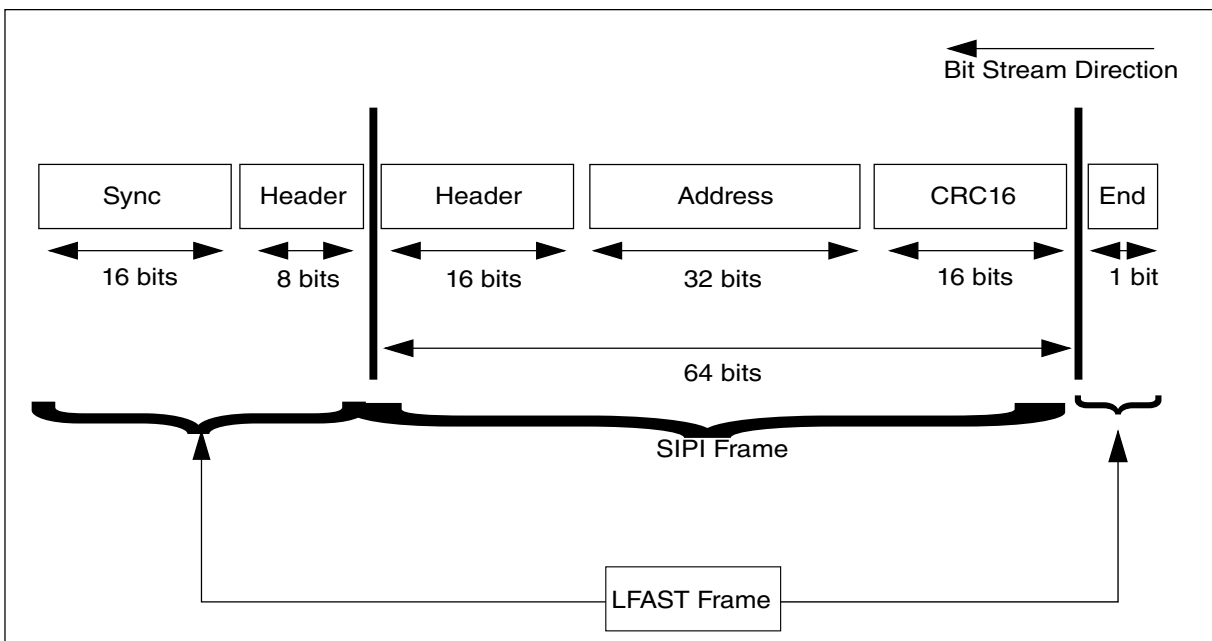 Bit Stream Direction
Sync
Header
Header
Address
CRC16
End
16 bits
8 bits
16 bits
32 bits
16 bits
1 bit
64 bits
SIPI Frame
LFAST Frame